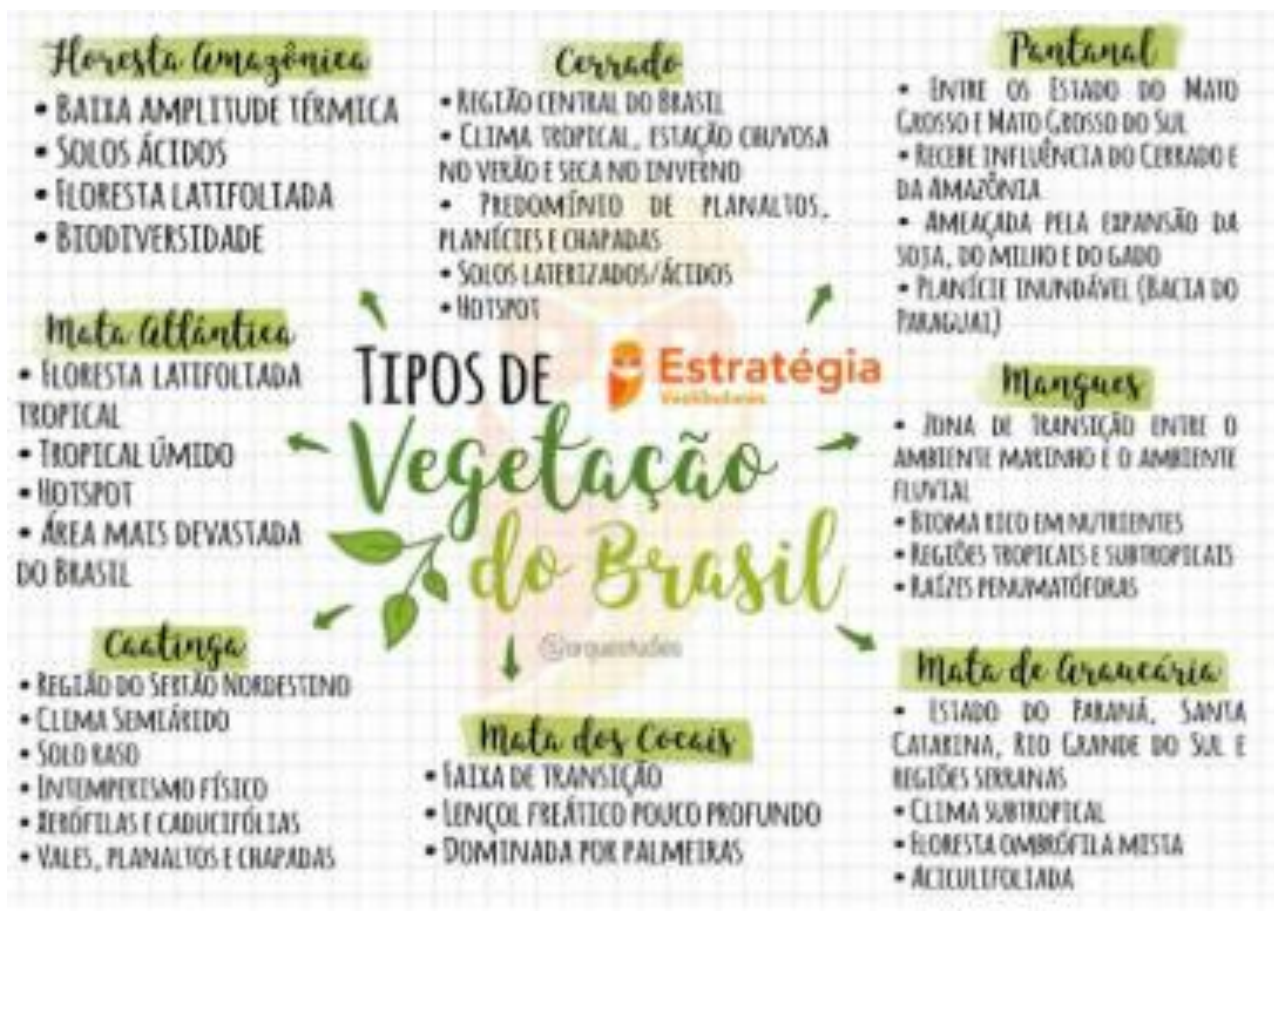 Floresta Amazônica
• BAIXA AMPLITUDE TÉRMICA
• SOLOS ÁCIDOS
• FLORESTA LATIFOLIADA
• BIODIVERSIDADE
Cerrado
• REGIÃO CENTRAL DO BRASIL
• CLIMA TROPICAL, ESTAÇÃO CHUVOSA
NO VERÃO E SECA NO INVERNO
• PREDOMÍNIO DE PLANALTOS,
PLANÍCIES E CHAPADAS
• SOLOS LATERIZADOS/ÁCIDOS
• HOTSPOT
Pantanal
• ENTRE OS ESTADO DO MATO
GROSSO E MATO GROSSO DO SUL
• RECEBE INFLUÊNCIA DO CERRADO E
DA AMAZÔNIA
• AMEAÇADA PELA EXPANSÃO DA
SOJA, DO MILHO E DO GADO
• PLANÍCIE INUNDÁVEL (BACIA DO
PARAGUAI)
Mata Atlântica
• FLORESTA LATIFOLIADA
TROPICAL
• TROPICAL ÚMIDO
• HOTSPOT
• ÁREA MAIS DEVASTADA
DO BRASIL
TIPOS DE
Vegetação
do Brasil
Estratégia
Vestibulares
@arquestudies
Mangues
• ZONA DE TRANSIÇÃO ENTRE O
AMBIENTE MARINHO E O AMBIENTE
FLUVIAL
• BIOMA RICO EM NUTRIENTES
• REGIÕES TROPICAIS E SUBTROPICAIS
• RAÍZES PENUMATÓFORAS
Caatinga
• REGIÃO DO SERTÃO NORDESTINO
• CLIMA SEMIÁRIDO
• SOLO RASO
• INTEMPERISMO FÍSICO
• XERÓFILAS E CADUCIFÓLIAS
• VALES, PLANALTOS E CHAPADAS
Mata dos Cocais
• FAIXA DE TRANSIÇÃO
• LENÇOL FREÁTICO POUCO PROFUNDO
• DOMINADA POR PALMEIRAS
Mata de Araucária
• ESTADO DO PARANÁ, SANTA
CATARINA, RIO GRANDE DO SUL E
REGIÕES SERRANAS
• CLIMA SUBTROPICAL
• FLORESTA OMBRÓFILA MISTA
• ACICULIFOLIADA